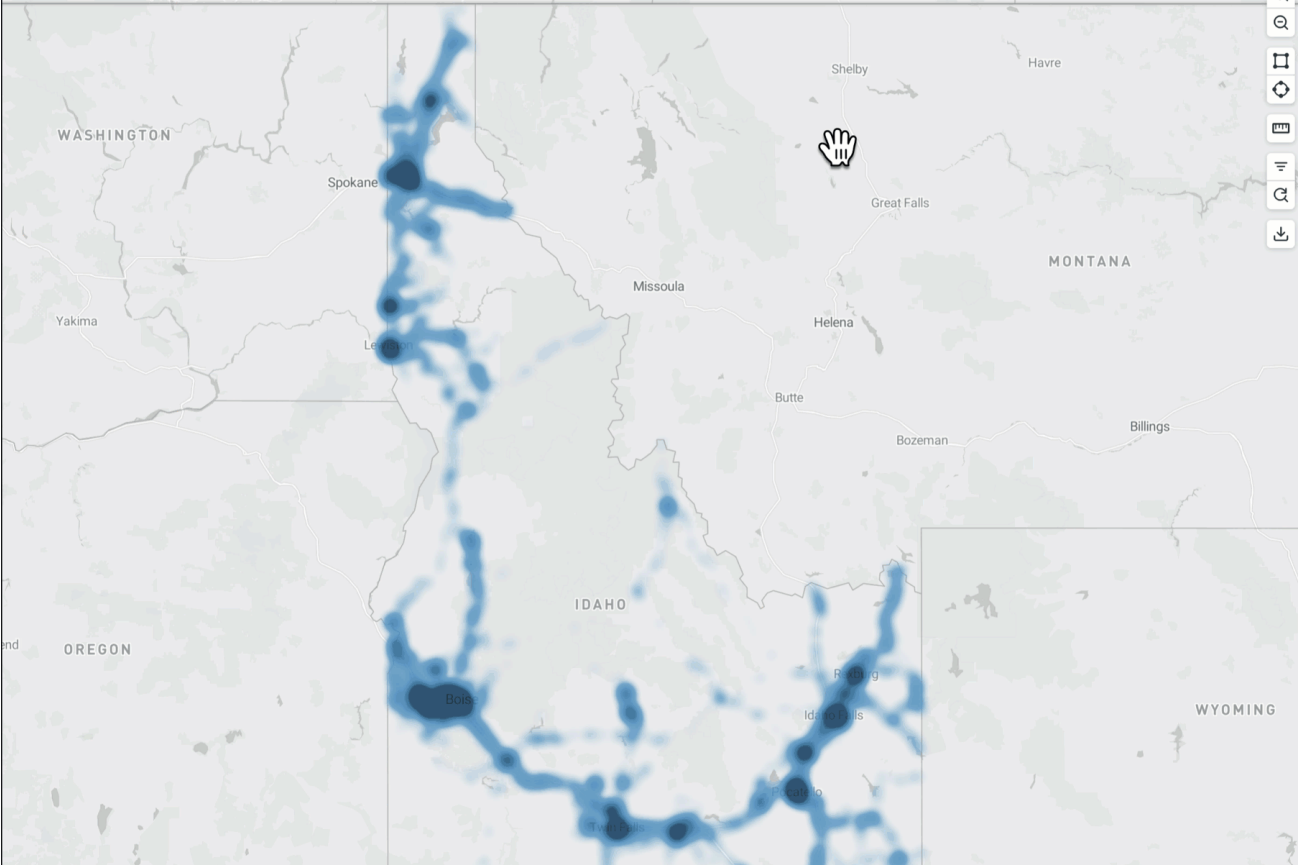 Shelby
Havre
WASHINGTON
Spokane
Great Falls
MONTANA
Missoula
Yakima
Helena
Lewiston
Butte
Billings
Bozeman
IDAHO
end
OREGON
Rexburg
Boise
WYOMING
Idaho Falls
Pocatello
Twin Falls